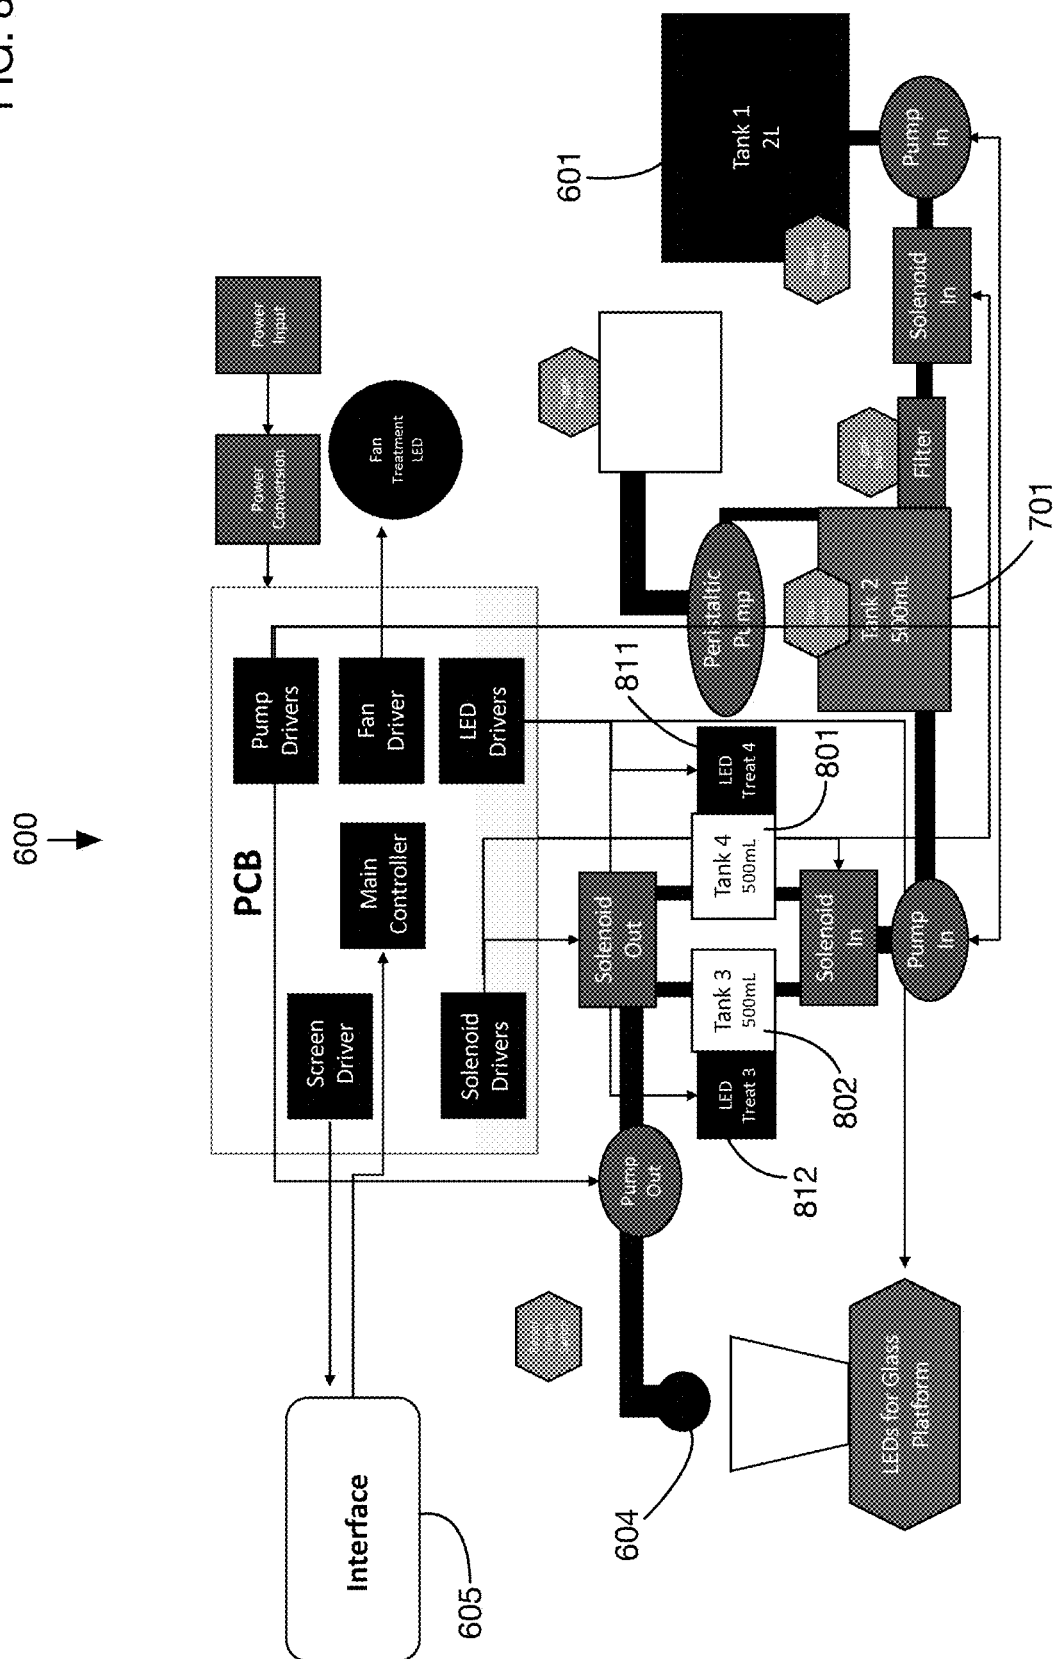 FIG. 8
600
PCB
Pump
Drivers
Fan
Driver
LED
Drivers
Main
Controller
Screen
Driver
Solenoid
Drivers
Power
Input
Power
Conversion
Fan
Treatment
LED
Interface
605
604
Pump
Out
Solenoid
Out
LED
Treat 3
812
Tank 3
500mL
802
Tank 4
500mL
801
LED
Treat 4
811
Solenoid
In
Pump
In
Peristaltic
Pump
Tank 2
500mL
701
Filter
Solenoid
In
Pump
In
Tank 1
2L
601
LEDs for Glass
Platform